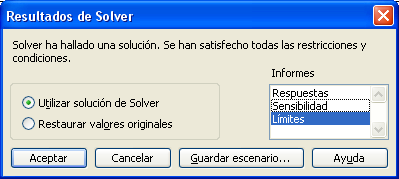 Resultados de Solver
Solver ha hallado una solución. Se han satisfecho todas las restricciones y
condiciones.
Informes
Utilizar solución de Solver
Restaurar valores originales
Respuestas
Sensibilidad
Límites
Aceptar
Cancelar
Guardar escenario...
Ayuda